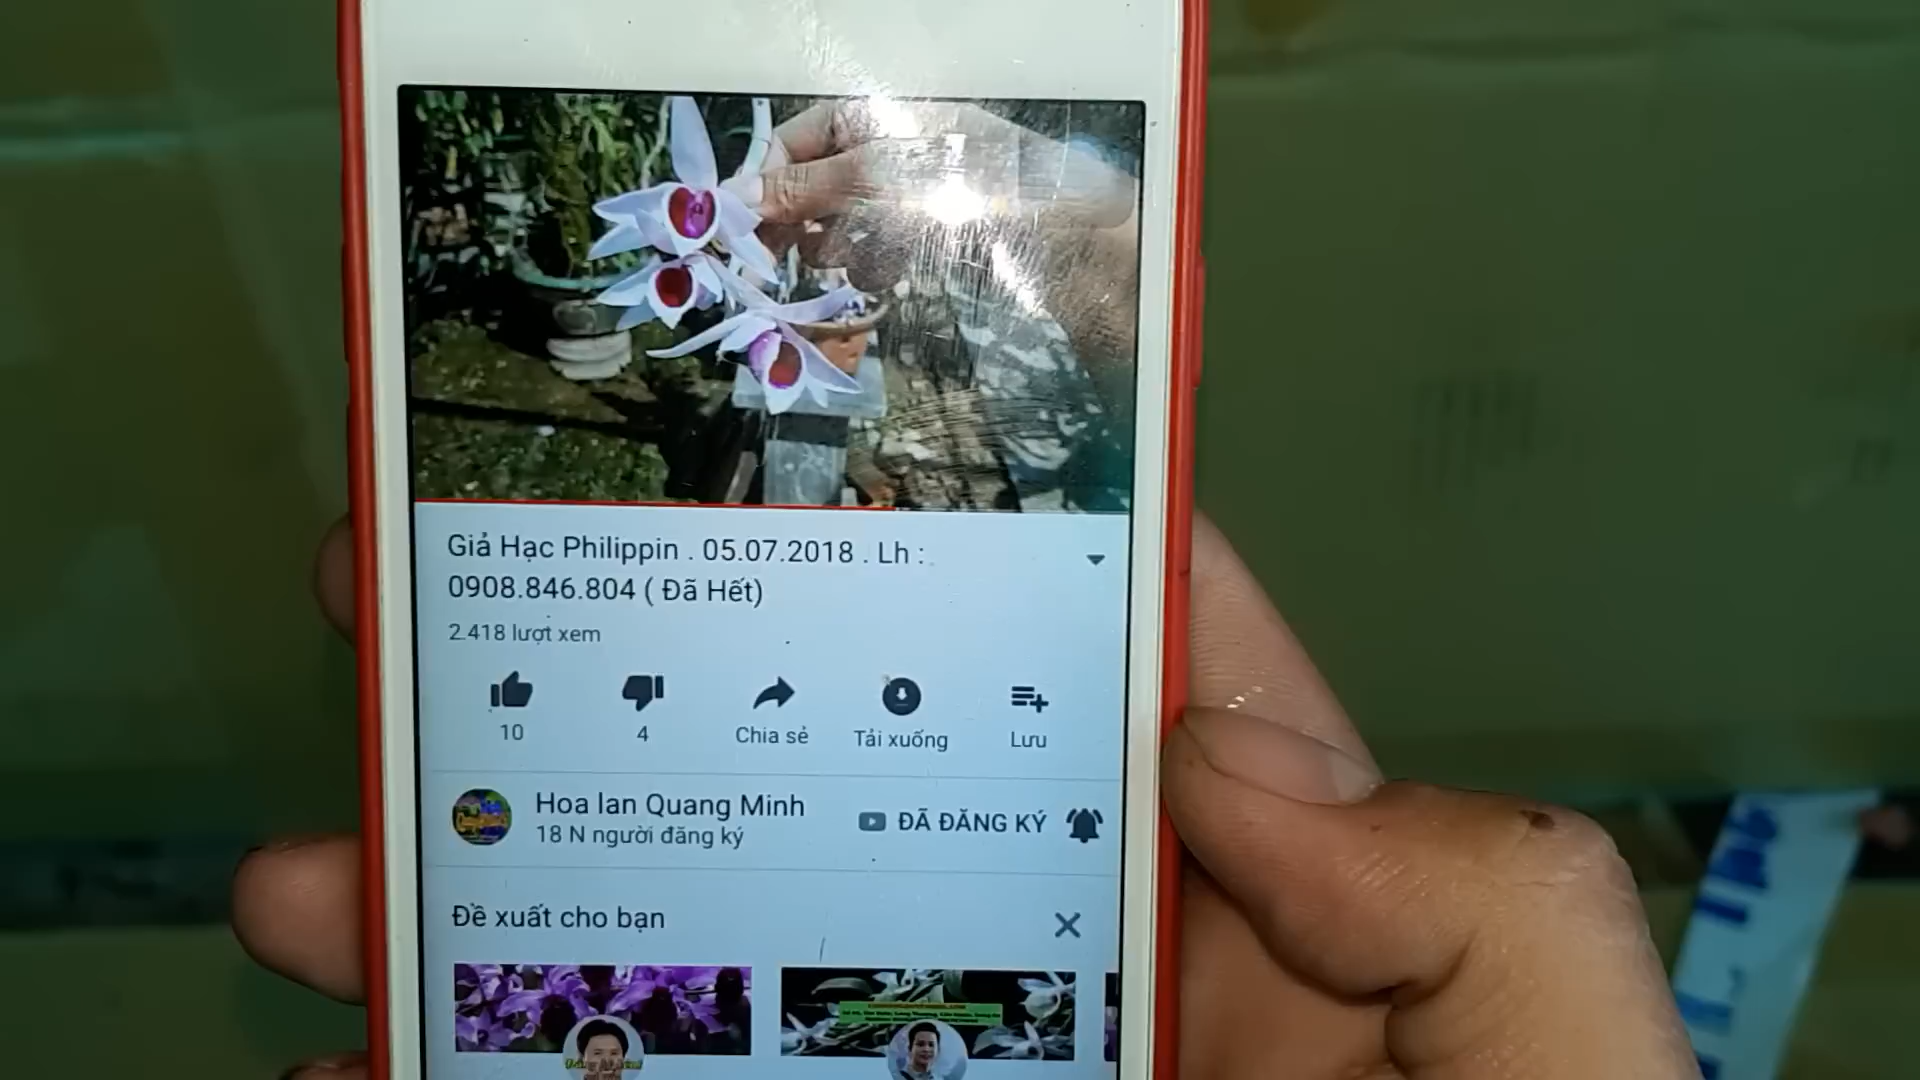 Giả Hạc Philippin . 05.07.2018 . Lh :
0908.846.804 ( Đã Hết)
2.418 lượt xem
10
4
Chia sẻ
Tải xuống
Lưu
Hoa lan Quang Minh
18 N người đăng ký
ĐÃ ĐĂNG KÝ
Đề xuất cho bạn